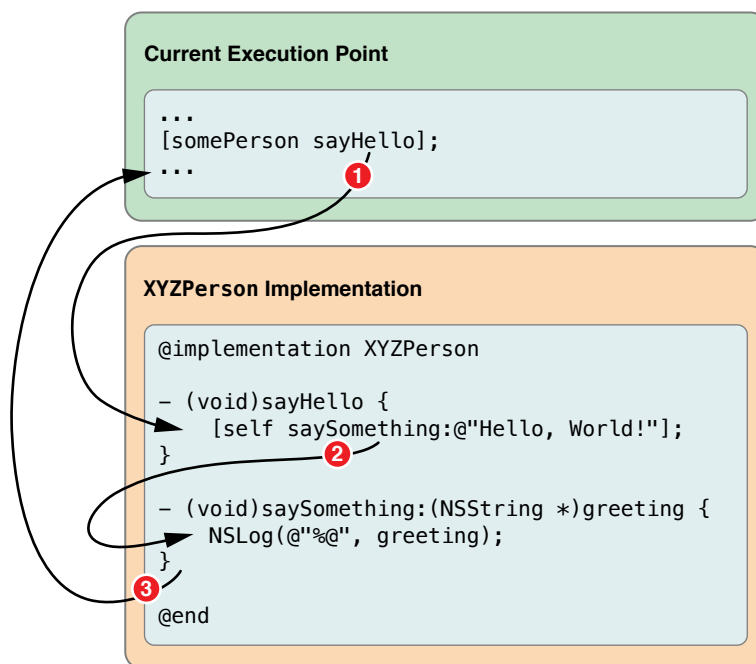 Current Execution Point
...
[somePerson sayHello];
1
...
XYZPerson Implementation
@implementation XYZPerson
– (void)sayHello {
[self saySomething:@"Hello, World!"];
}
2
– (void)saySomething:(NSString *)greeting {
NSLog(@"%@", greeting);
}
3
@end